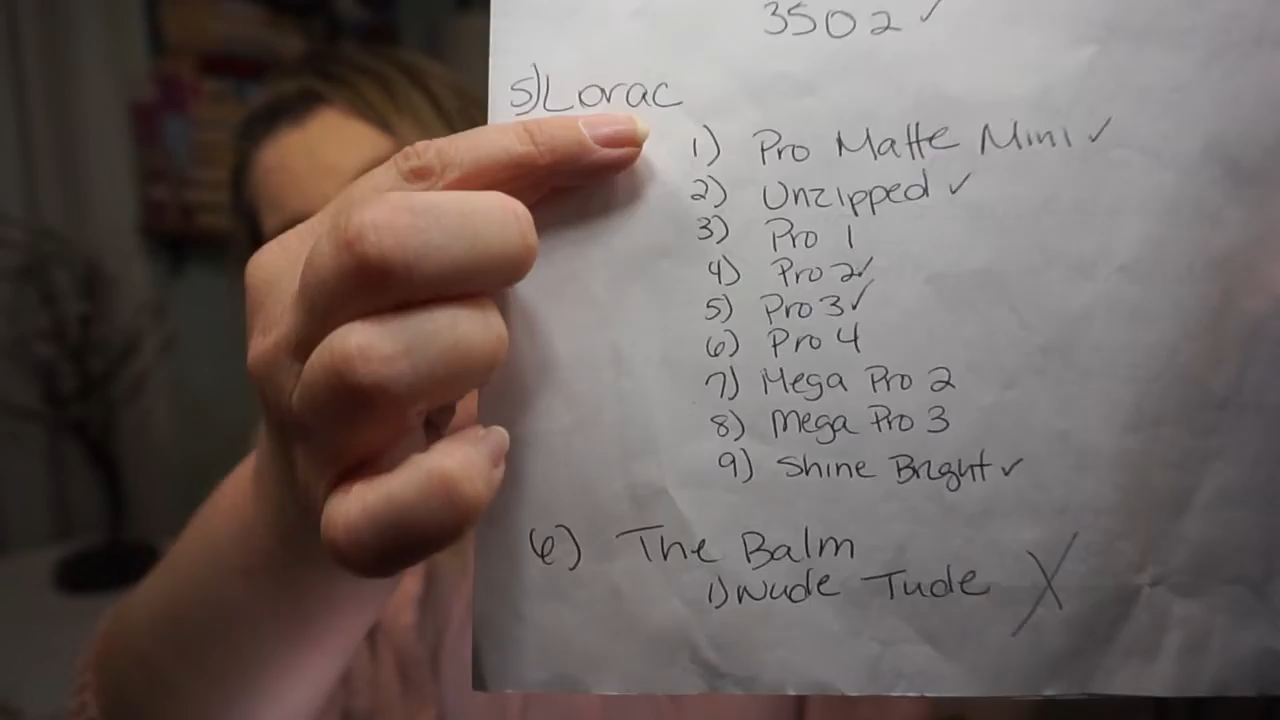 3502 ✓
5) Lorac
1) Pro Matte Mini ✓
2) Unzipped ✓
3) Pro 1
4) Pro 2 ✓
5) Pro 3 ✓
6) Pro 4
7) Mega Pro 2
8) Mega Pro 3
9) Shine Bright ✓
6) The Balm
1) Nude Tude X